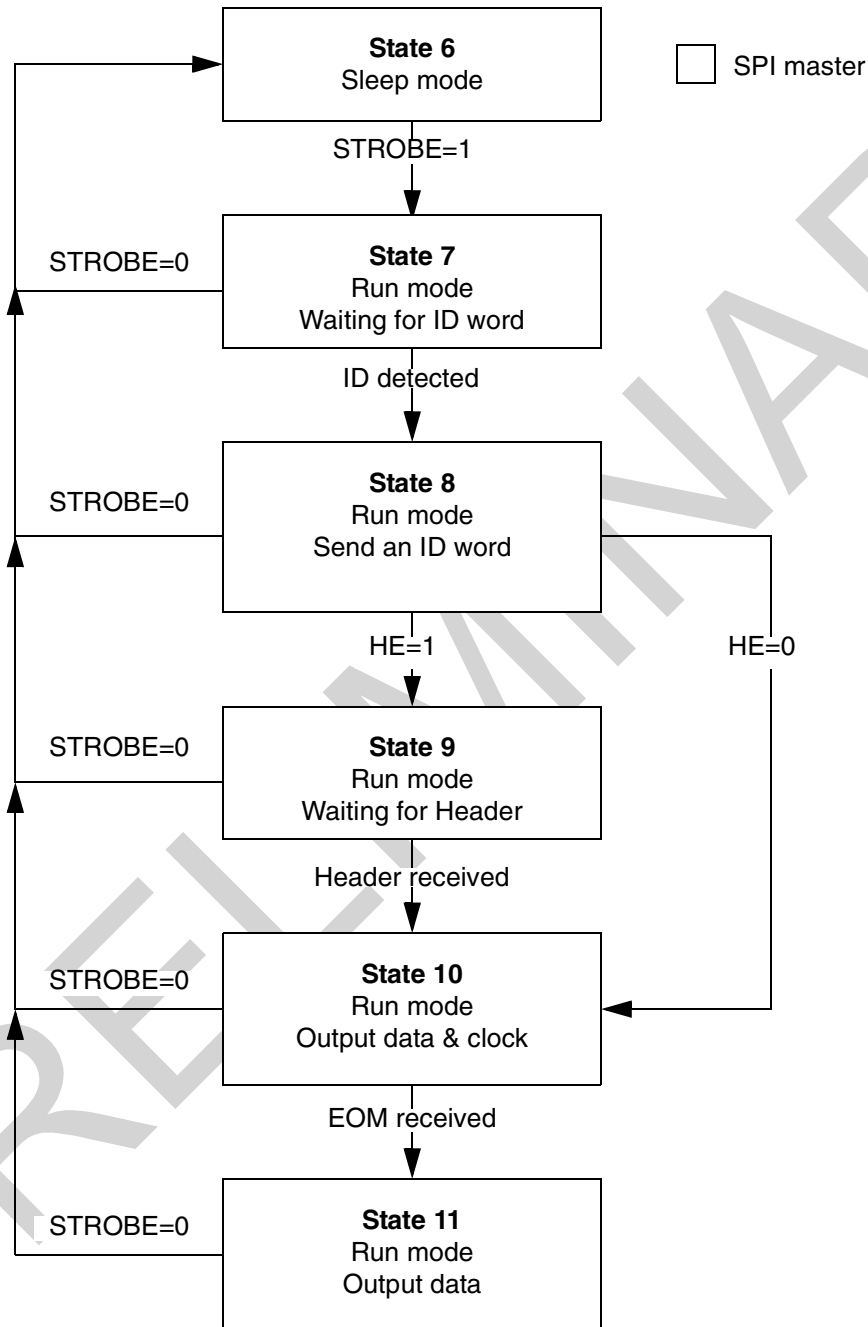 State 6
Sleep mode
SPI master
STROBE=1
STROBE=0
State 7
Run mode
Waiting for ID word
ID detected
STROBE=0
State 8
Run mode
Send an ID word
HE=1
HE=0
STROBE=0
State 9
Run mode
Waiting for Header
Header received
STROBE=0
State 10
Run mode
Output data & clock
EOM received
STROBE=0
State 11
Run mode
Output data
RELIMINAR